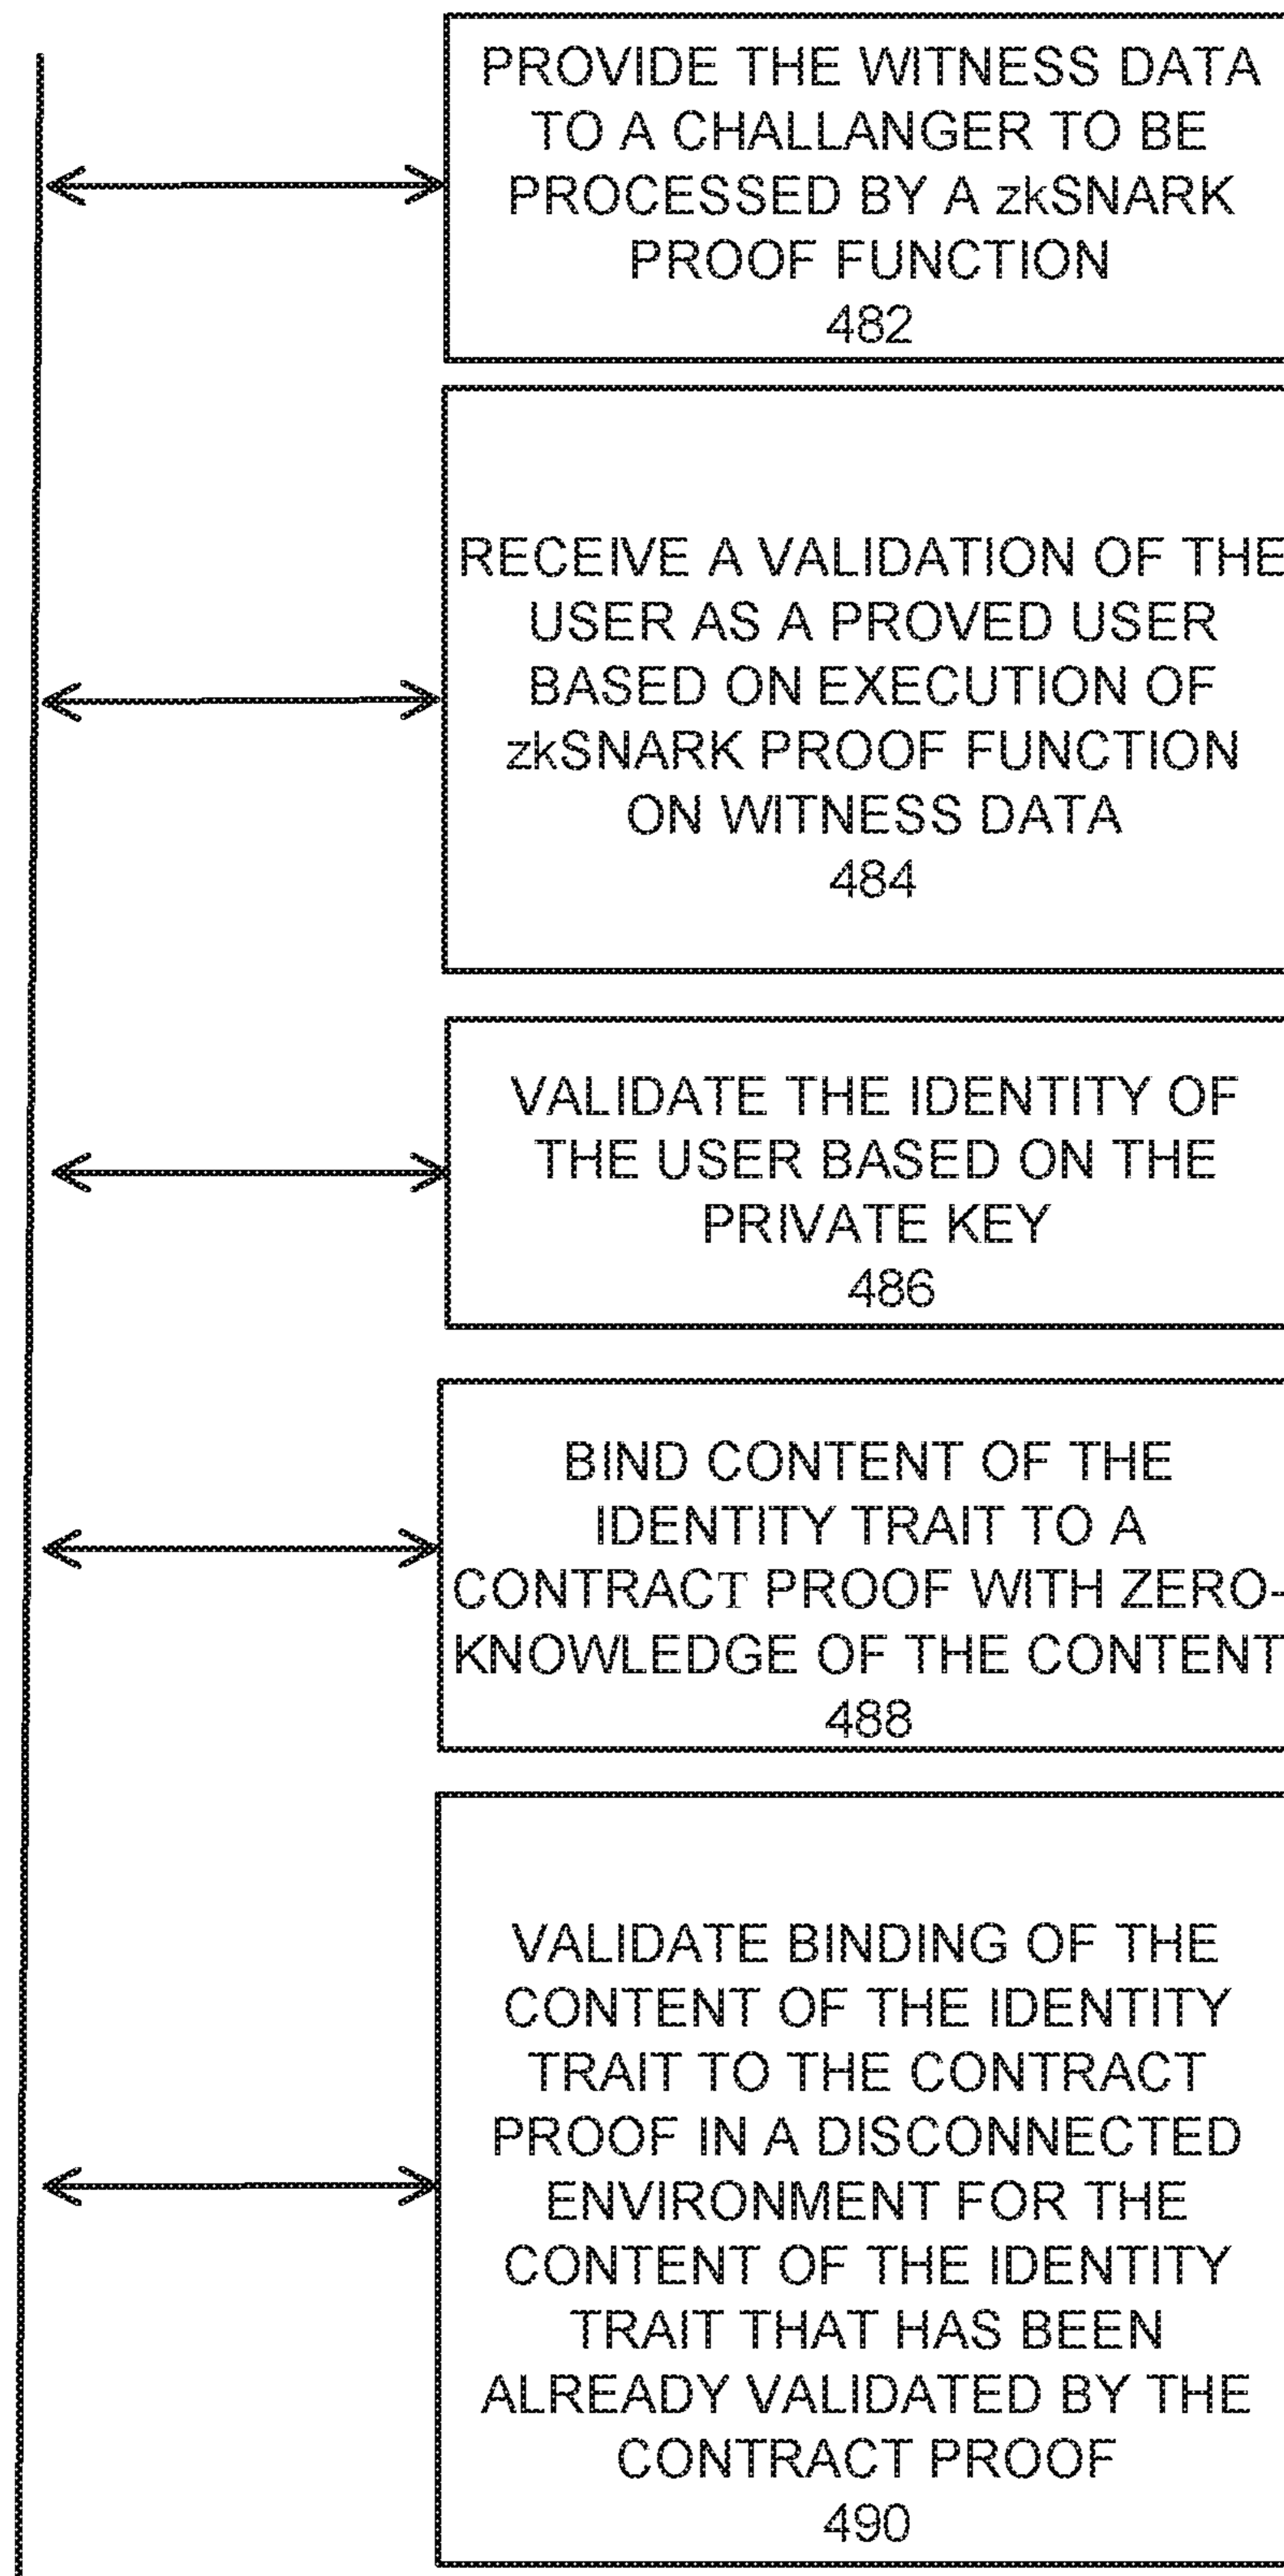 PROVIDE THE WITNESS DATA
TO A CHALLANGER TO BE
PROCESSED BY A zkSNARK
PROOF FUNCTION
482
RECEIVE A VALIDATION OF THE
USER AS A PROVED USER
BASED ON EXECUTION OF
zkSNARK PROOF FUNCTION
ON WITNESS DATA
484
VALIDATE THE IDENTITY OF
THE USER BASED ON THE
PRIVATE KEY
486
BIND CONTENT OF THE
IDENTITY TRAIT TO A
CONTRACT PROOF WITH ZERO-
KNOWLEDGE OF THE CONTENT
488
VALIDATE BINDING OF THE
CONTENT OF THE IDENTITY
TRAIT TO THE CONTRACT
PROOF IN A DISCONNECTED
ENVIRONMENT FOR THE
CONTENT OF THE IDENTITY
TRAIT THAT HAS BEEN
ALREADY VALIDATED BY THE
CONTRACT PROOF
490